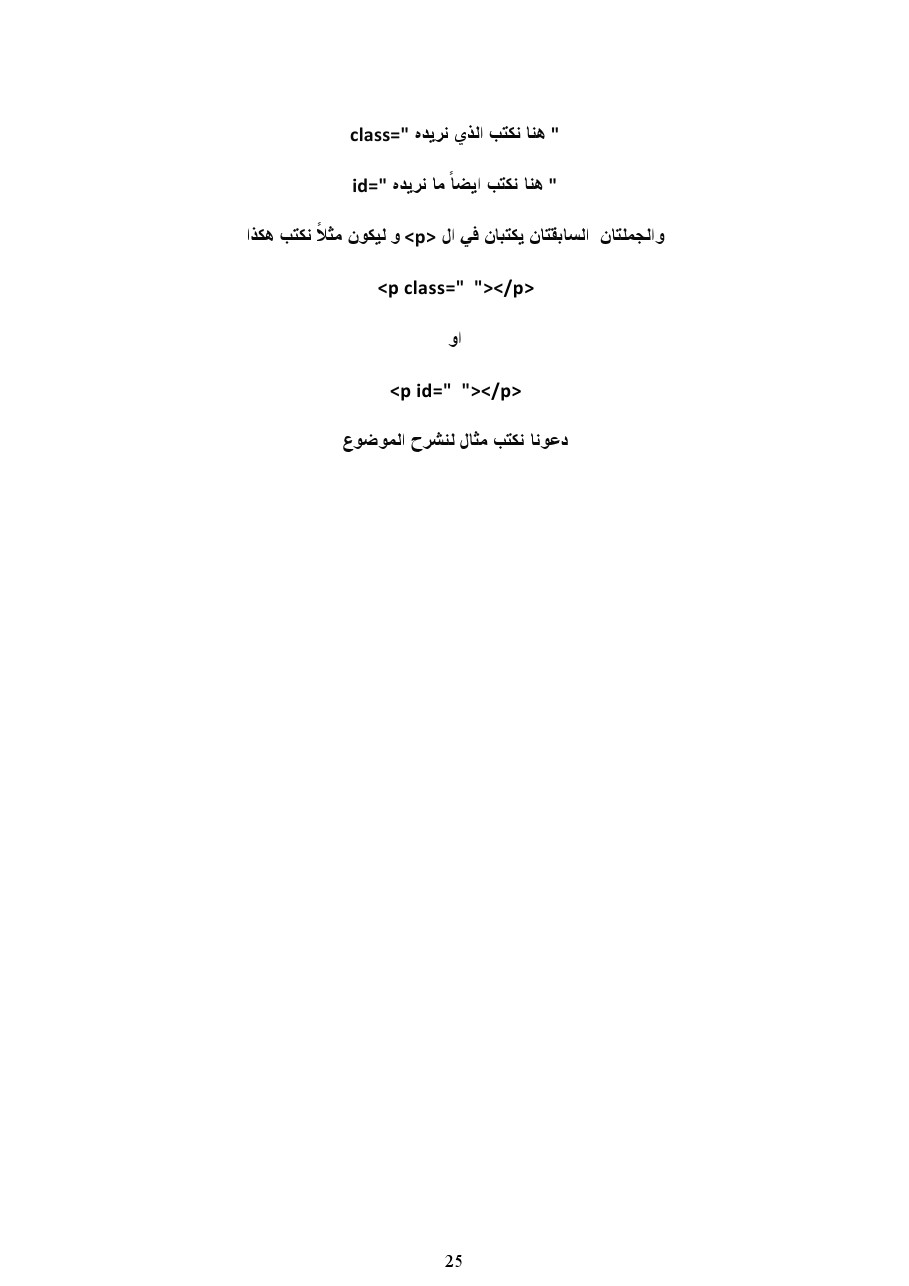 class=" هنا نكتب الذي نريده "
id=" هنا نكتب ايضاً ما نريده "
والجملتان السابقتان يكتبان في ال <p> و ليكون مثلاً نكتب هكذا
<p class="  "></p>
او
<p id="  "></p>
دعونا نكتب مثال لنشرح الموضوع
25